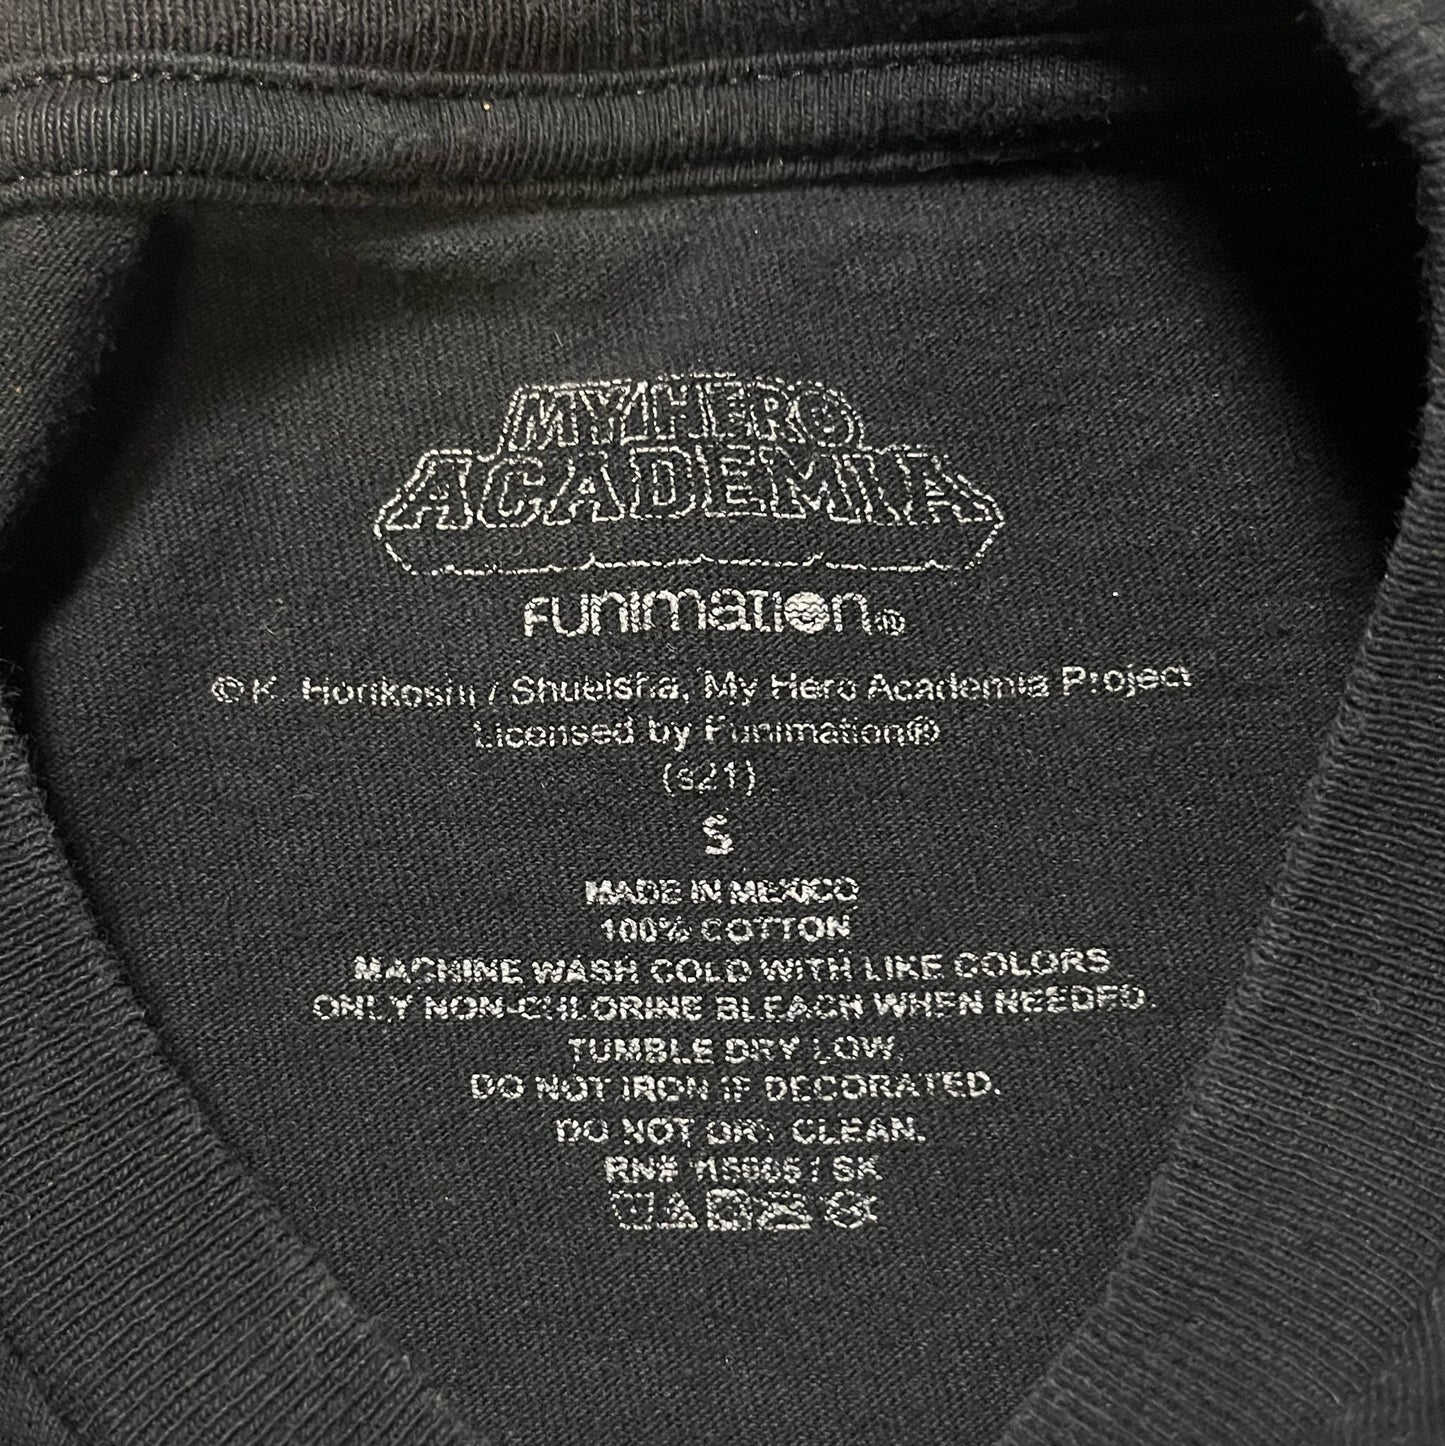 MY HERO
ACADEMIA
FUNIMATION®
© K. Horikoshi / Shueisha, My Hero Academia Project
Licensed by Funimation®
(s21)
S
MADE IN MEXICO
100% COTTON
MACHINE WASH COLD WITH LIKE COLORS
ONLY NON-CHLORINE BLEACH WHEN NEEDED.
TUMBLE DRY LOW.
DO NOT IRON IF DECORATED.
DO NOT DRY CLEAN.
RN# / SK